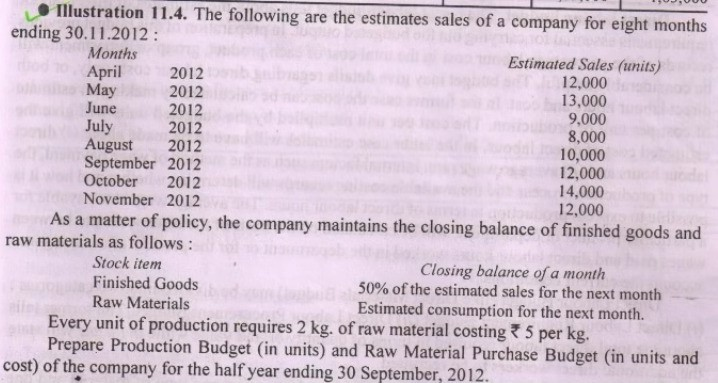 Illustration 11.4. The following are the estimates sales of a company for eight months
ending 30.11.2012 :
Months Estimated Sales (units)
April 2012 12,000
May 2012 13,000
June 2012 9,000
July 2012 8,000
August 2012 10,000
September 2012 12,000
October 2012 14,000
November 2012 12,000
As a matter of policy, the company maintains the closing balance of finished goods and
raw materials as follows :
Stock item Closing balance of a month
Finished Goods 50% of the estimated sales for the next month
Raw Materials Estimated consumption for the next month.
Every unit of production requires 2 kg. of raw material costing ₹ 5 per kg.
Prepare Production Budget (in units) and Raw Material Purchase Budget (in units and
cost) of the company for the half year ending 30 September, 2012.